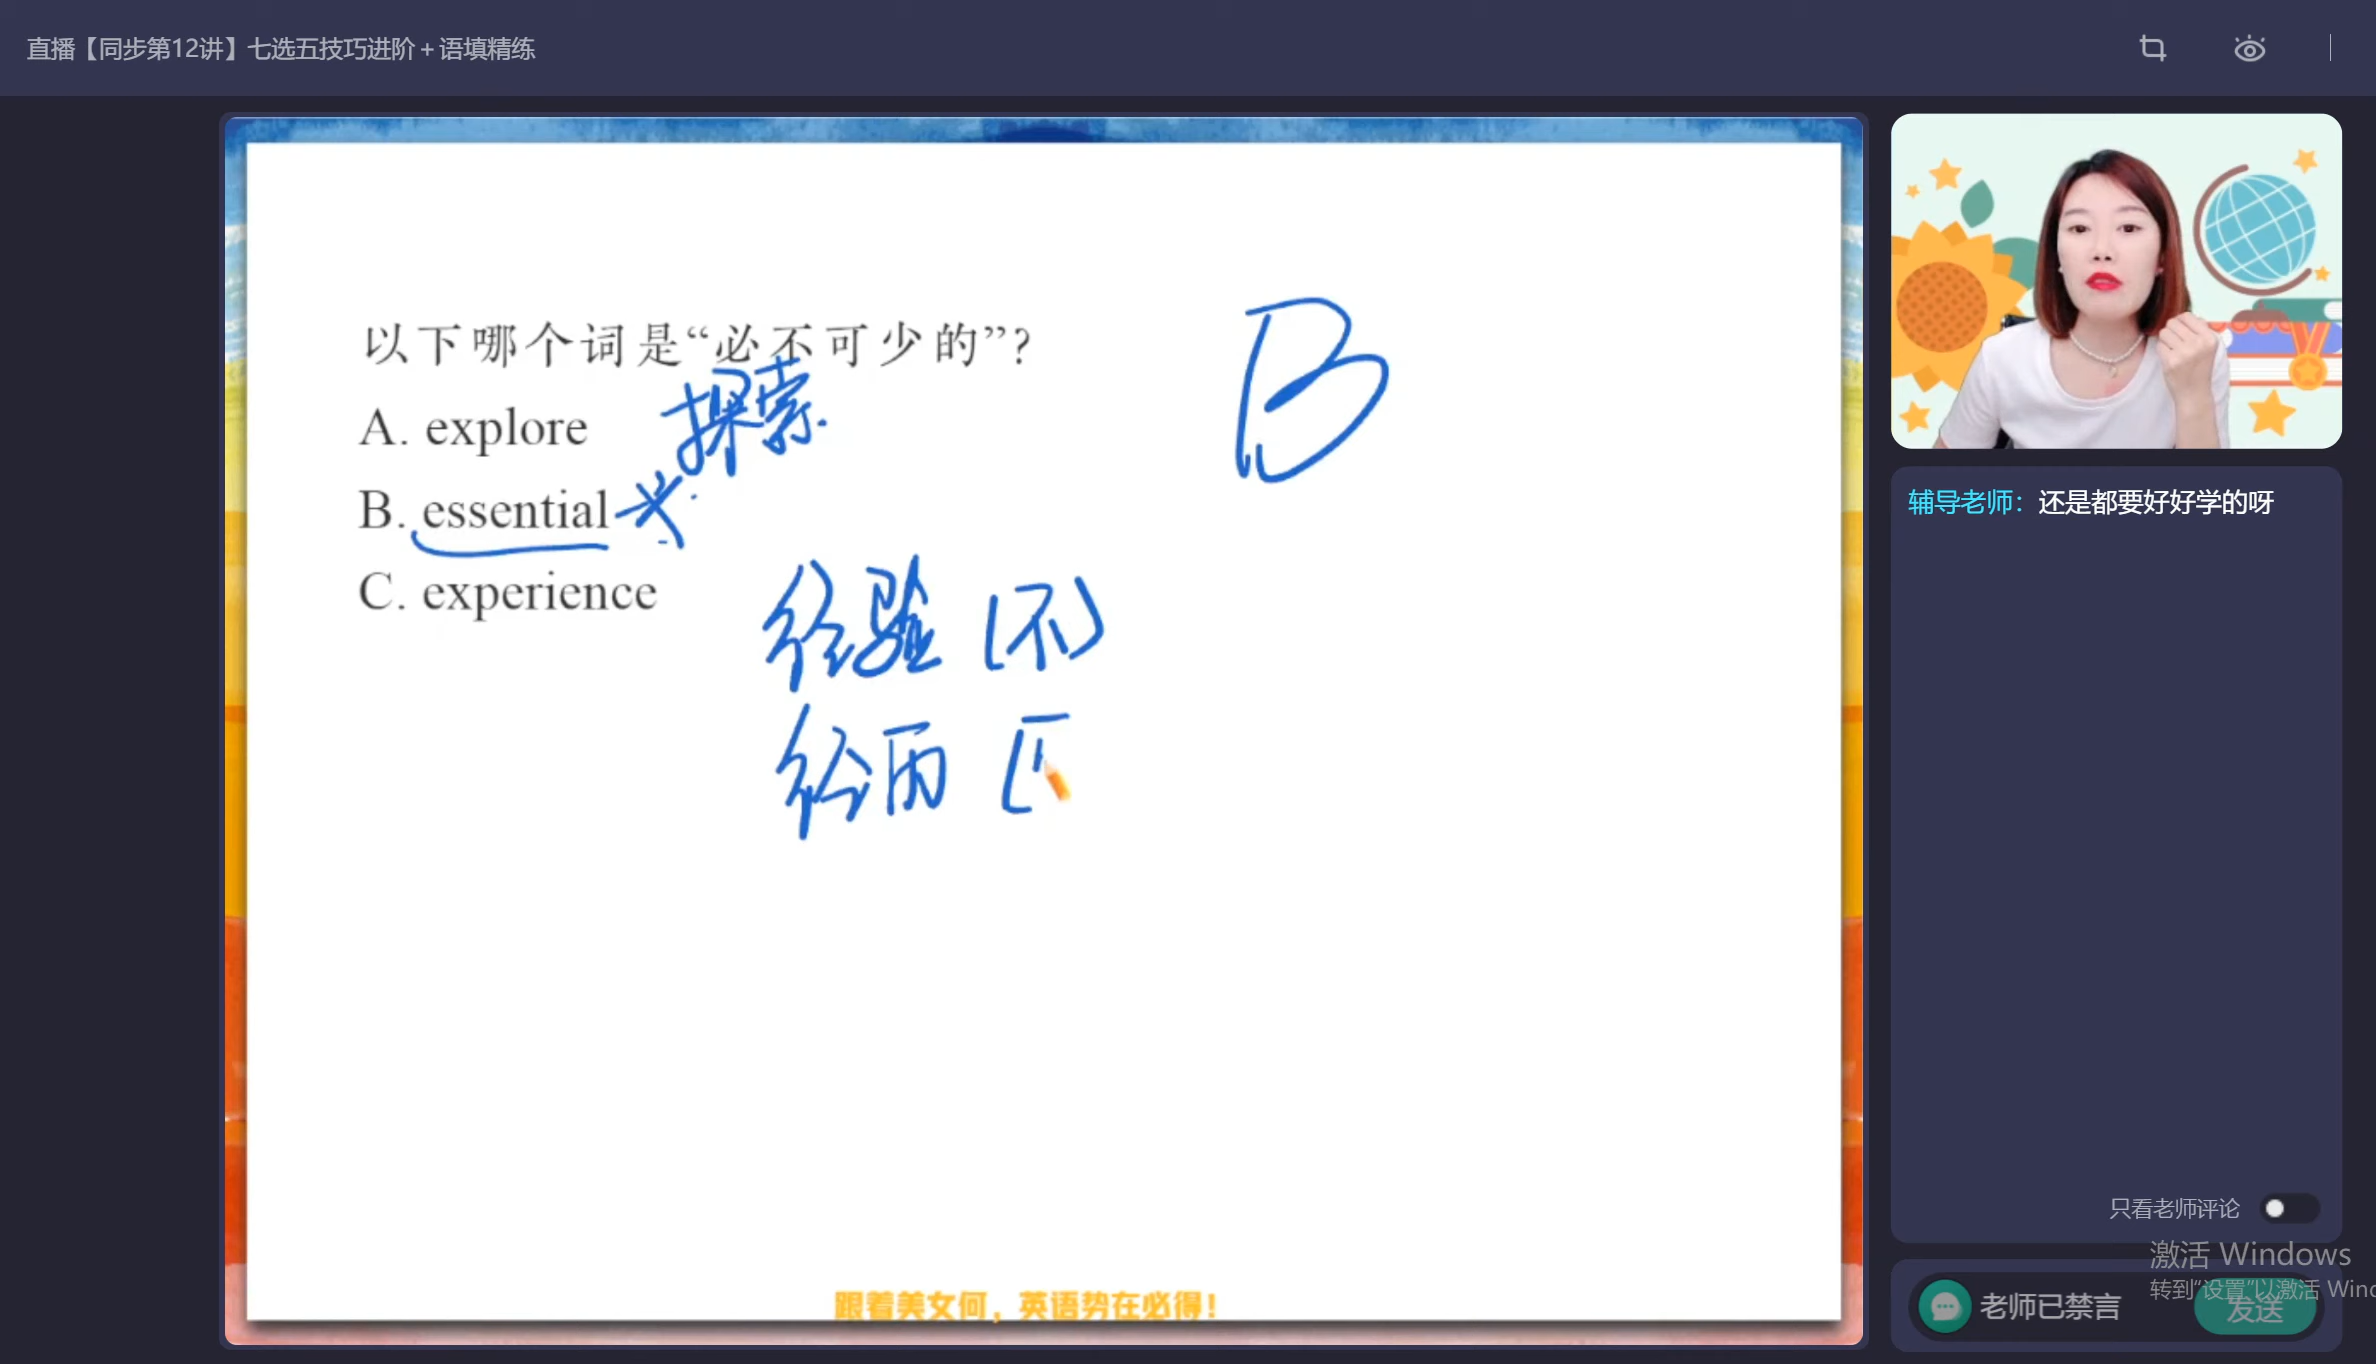 直播【同步第12讲】七选五技巧进阶+语填精练
以下哪个词是“必不可少的”?
A. explore 探索
B. essential
C. experience
经验 (不)
经历 (
B
跟着美女何，英语势在必得！
辅导老师：还是都要好好学的呀
只看老师评论
激活 Windows
转到“设置”以激活 Winc
老师已禁言
发送